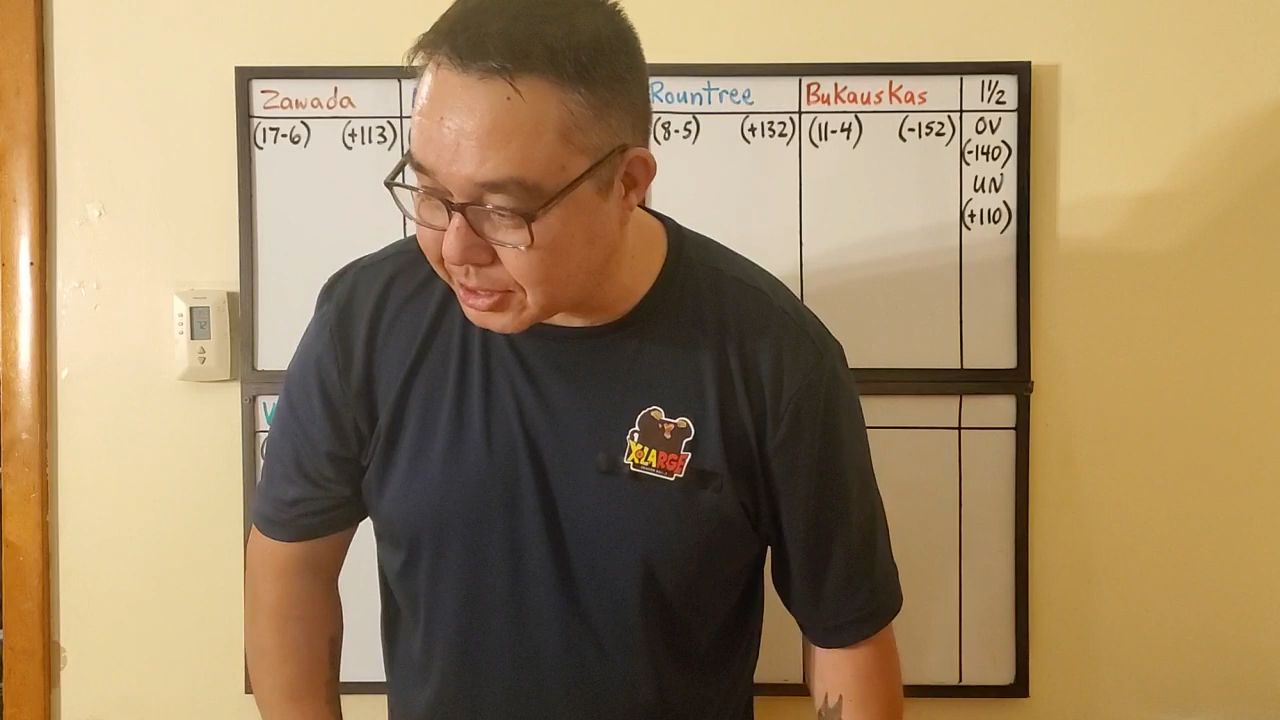 Zawada
(17-6) (+113)
Rountree
(8-5) (+132)
Bukauskas
(11-4) (-152)
1½
OV
(-140)
UN
(+110)
X-LARGE
72